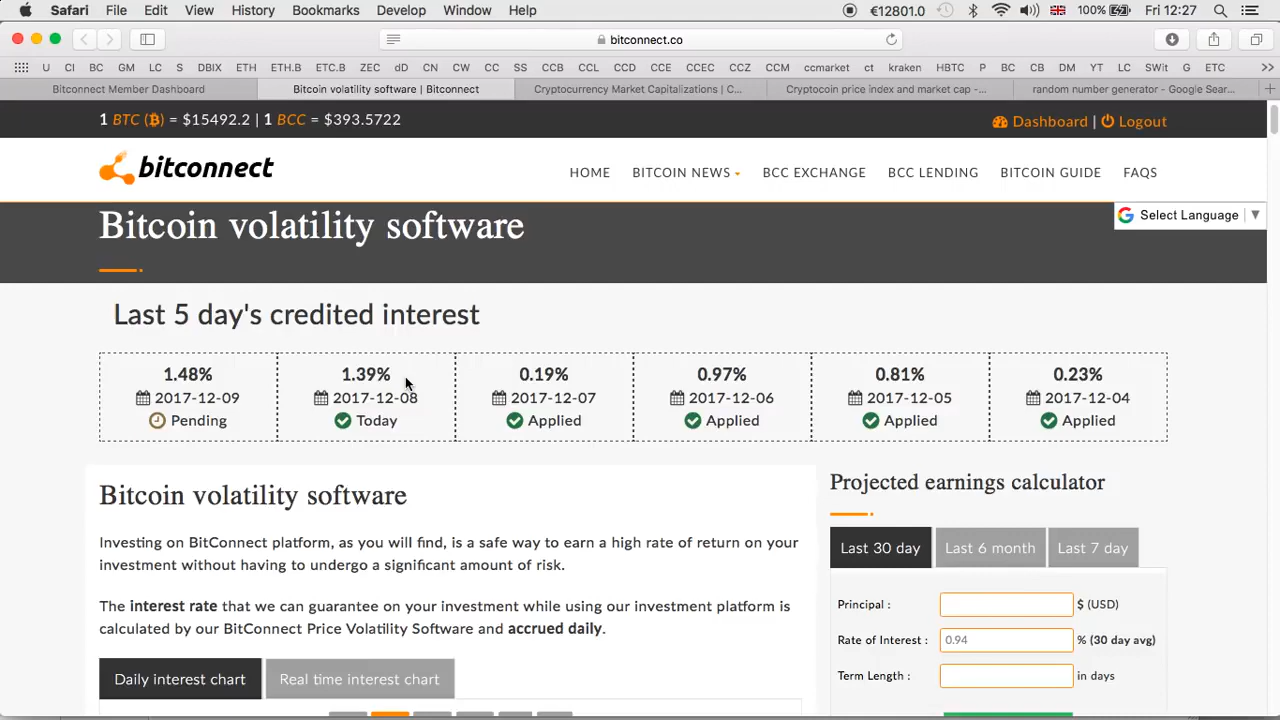 Safari File Edit View History Bookmarks Develop Window Help €12801.0 100% Fri 12:27
bitconnect.co
U CI BC GM LC S DBIX ETH ETH.B ETC.B ZEC dD CN CW CC SS CCB CCL CCD CCE CCEC CCZ CCM ccmarket ct kraken HBTC P BC CB DM YT LC SWit G ETC >>
Bitconnect Member Dashboard Bitcoin volatility software | Bitconnect Cryptocurrency Market Capitalizations | C... Cryptocoin price index and market cap -... random number generator - Google Sear... +
1 BTC (₿) = $15492.2 | 1 BCC = $393.5722 Dashboard | Logout
bitconnect HOME BITCOIN NEWS BCC EXCHANGE BCC LENDING BITCOIN GUIDE FAQS
Bitcoin volatility software
G Select Language ▼
Last 5 day's credited interest
1.48% 1.39% 0.19% 0.97% 0.81% 0.23%
2017-12-09 2017-12-08 2017-12-07 2017-12-06 2017-12-05 2017-12-04
Pending Today Applied Applied Applied Applied
Bitcoin volatility software
Investing on BitConnect platform, as you will find, is a safe way to earn a high rate of return on your
investment without having to undergo a significant amount of risk.
The interest rate that we can guarantee on your investment while using our investment platform is
calculated by our BitConnect Price Volatility Software and accrued daily.
Daily interest chart Real time interest chart
Projected earnings calculator
Last 30 day Last 6 month Last 7 day
Principal : $ (USD)
Rate of Interest : 0.94 % (30 day avg)
Term Length : in days